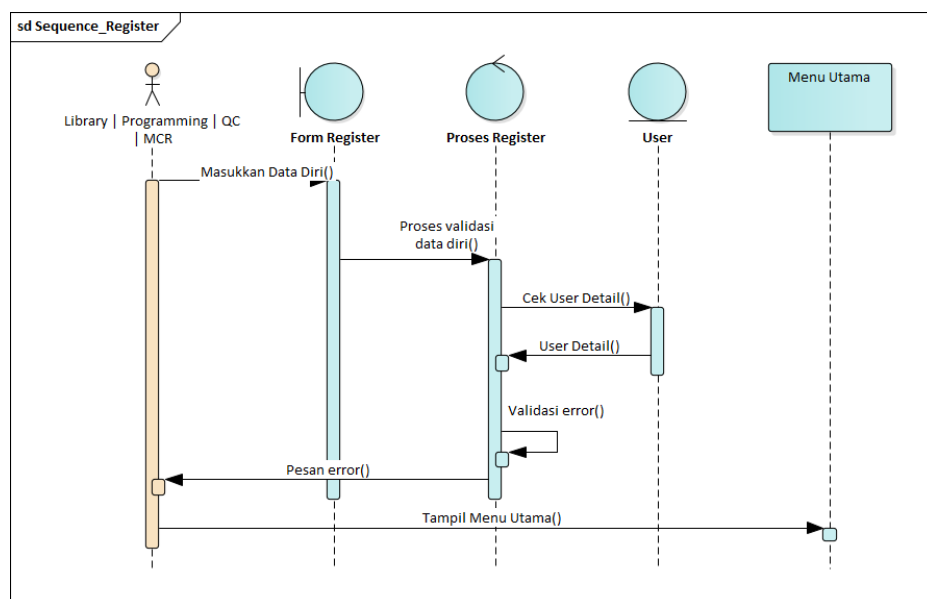 sd Sequence_Register
Library | Programming | QC
| MCR
Form Register
Proses Register
User
Menu Utama
Masukkan Data Diri()
Proses validasi
data diri()
Cek User Detail()
User Detail()
Validasi error()
Pesan error()
Tampil Menu Utama()